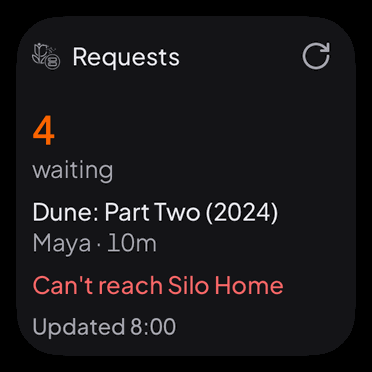 Requests
4
waiting
Dune: Part Two (2024)
Maya · 10m
Can't reach Silo Home
Updated 8:00